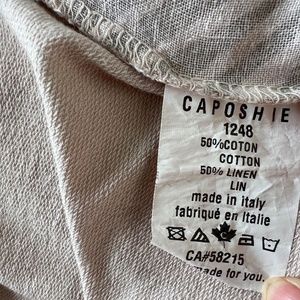 CAPOSHIE
1248
50%COTON
COTTON
50% LINEN
LIN
made in italy
fabriqué en Italie
CA#58215
made for you.